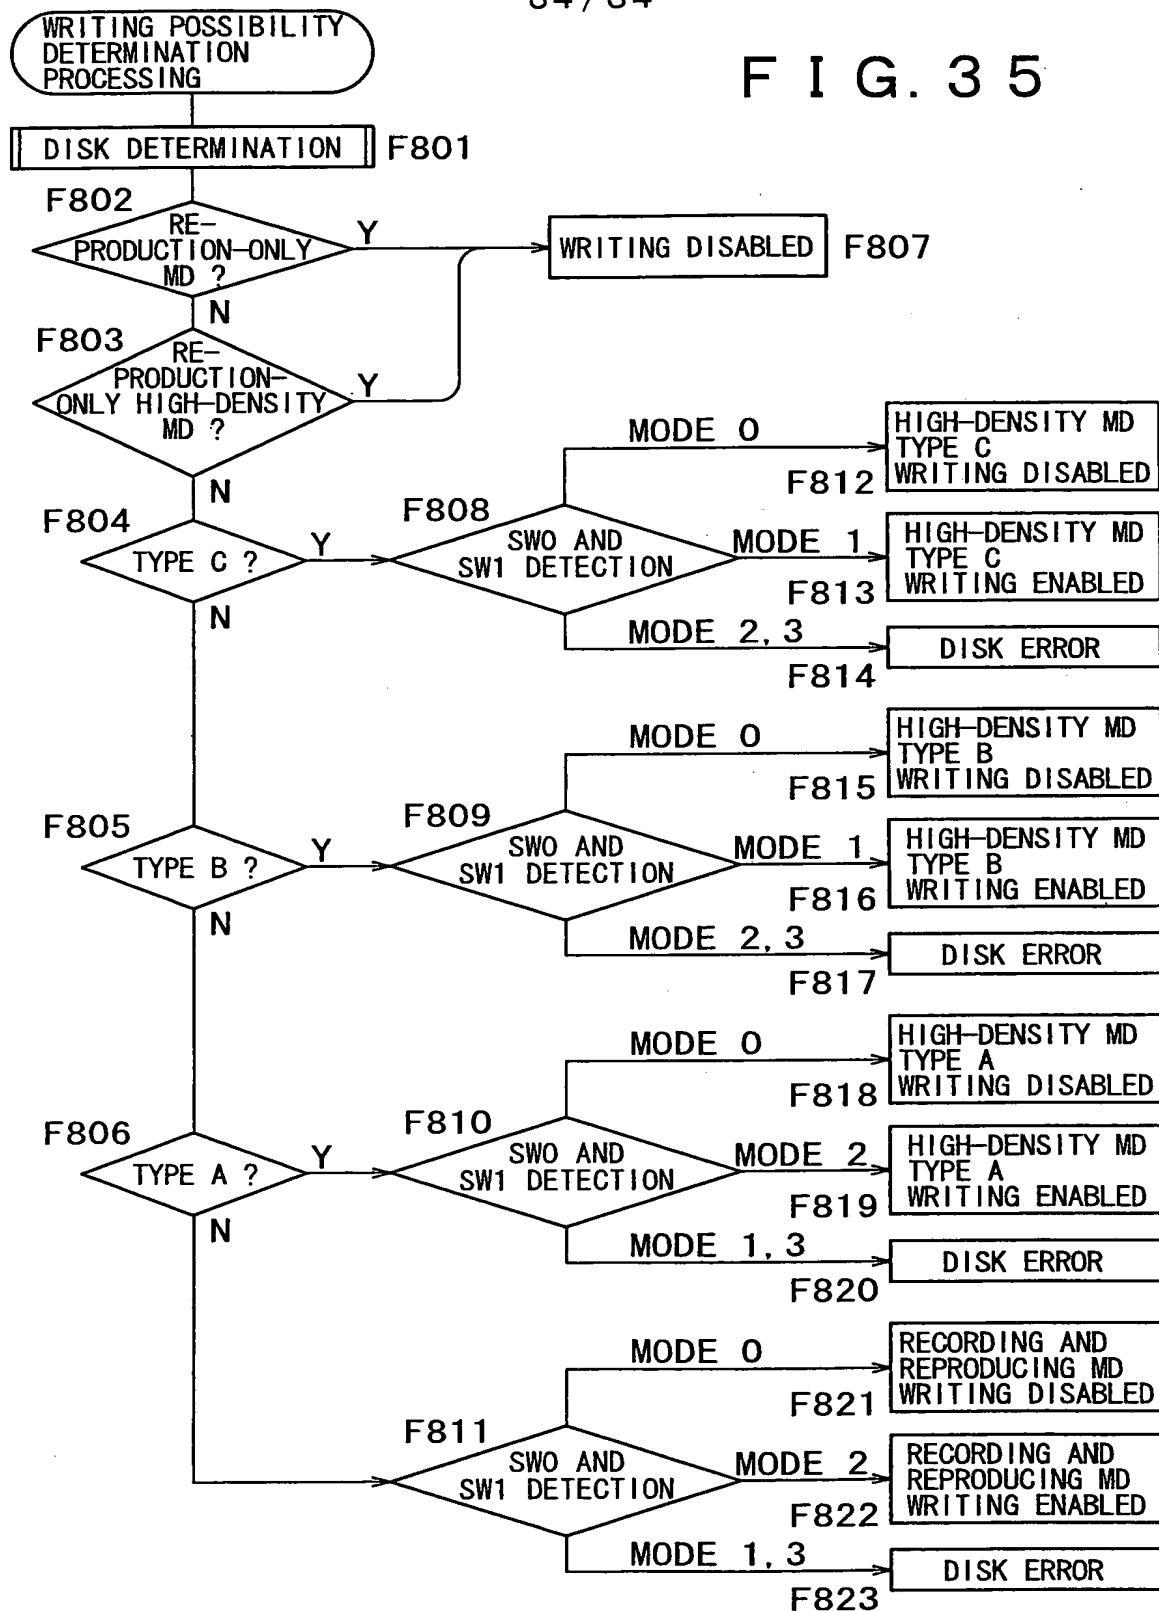 34/34
WRITING POSSIBILITY
DETERMINATION
PROCESSING
FIG. 35
DISK DETERMINATION
F801
F802
RE-
PRODUCTION-ONLY
MD ?
Y
N
WRITING DISABLED
F807
F803
RE-
PRODUCTION-
ONLY HIGH-DENSITY
MD ?
Y
N
F804
TYPE C ?
Y
N
F808
SW0 AND
SW1 DETECTION
MODE 0
F812
HIGH-DENSITY MD
TYPE C
WRITING DISABLED
MODE 1
F813
HIGH-DENSITY MD
TYPE C
WRITING ENABLED
MODE 2, 3
F814
DISK ERROR
F805
TYPE B ?
Y
N
F809
SW0 AND
SW1 DETECTION
MODE 0
F815
HIGH-DENSITY MD
TYPE B
WRITING DISABLED
MODE 1
F816
HIGH-DENSITY MD
TYPE B
WRITING ENABLED
MODE 2, 3
F817
DISK ERROR
F806
TYPE A ?
Y
N
F810
SW0 AND
SW1 DETECTION
MODE 0
F818
HIGH-DENSITY MD
TYPE A
WRITING DISABLED
MODE 2
F819
HIGH-DENSITY MD
TYPE A
WRITING ENABLED
MODE 1, 3
F820
DISK ERROR
F811
SW0 AND
SW1 DETECTION
MODE 0
F821
RECORDING AND
REPRODUCING MD
WRITING DISABLED
MODE 2
F822
RECORDING AND
REPRODUCING MD
WRITING ENABLED
MODE 1, 3
F823
DISK ERROR